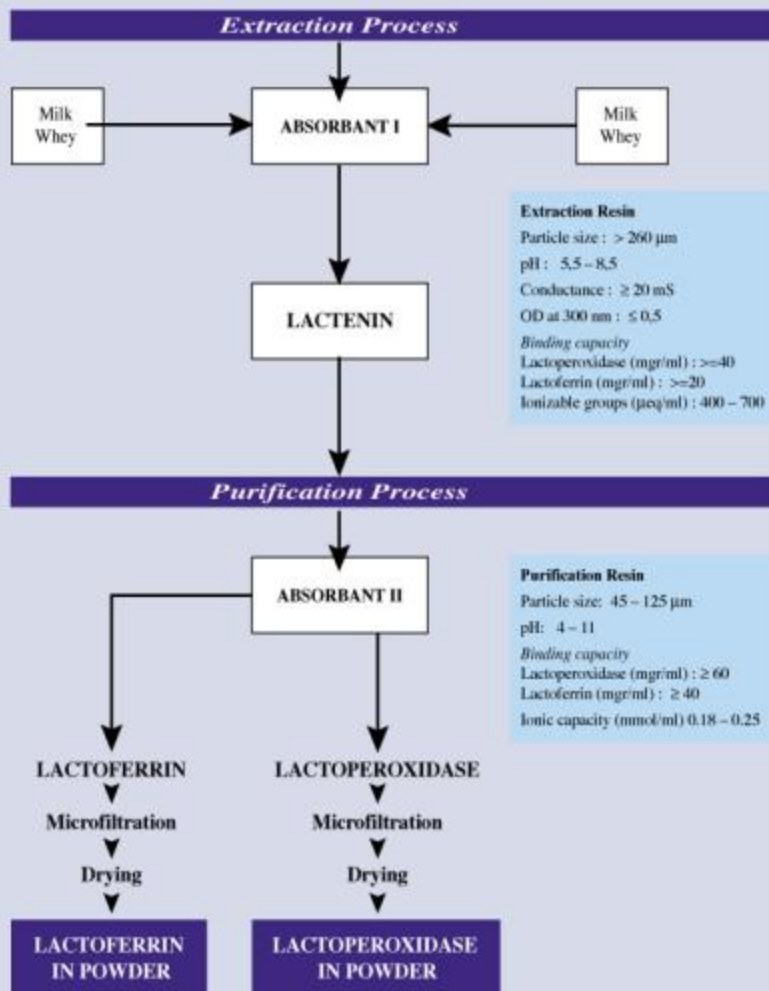 Extraction Process
Milk
Whey
ABSORBANT I
Milk
Whey
Extraction Resin
Particle size : > 260 µm
pH : 5,5 – 8,5
Conductance : ≥ 20 mS
OD at 300 nm : ≤ 0,5
Binding capacity
Lactoperoxidase (mgr/ml) : >=40
Lactoferrin (mgr/ml) : >=20
Ionizable groups (µeq/ml) : 400 – 700
LACTENIN
Purification Process
ABSORBANT II
Purification Resin
Particle size: 45 – 125 µm
pH: 4 – 11
Binding capacity
Lactoperoxidase (mgr/ml) : ≥ 60
Lactoferrin (mgr/ml) : ≥ 40
Ionic capacity (mmol/ml) 0.18 – 0.25
LACTOFERRIN
Microfiltration
Drying
LACTOFERRIN
IN POWDER
LACTOPEROXIDASE
Microfiltration
Drying
LACTOPEROXIDASE
IN POWDER